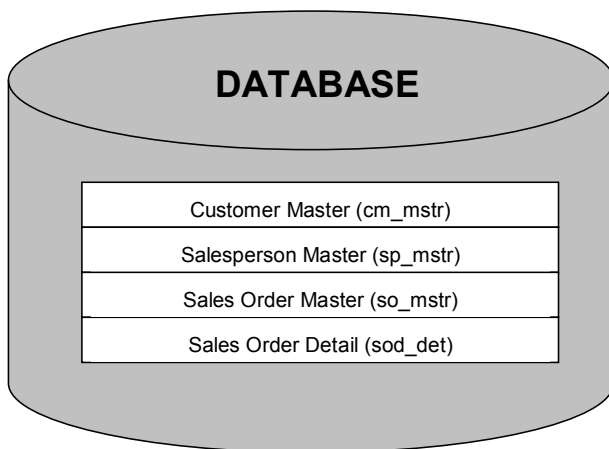 DATABASE
Customer Master (cm_mstr)
Salesperson Master (sp_mstr)
Sales Order Master (so_mstr)
Sales Order Detail (sod_det)